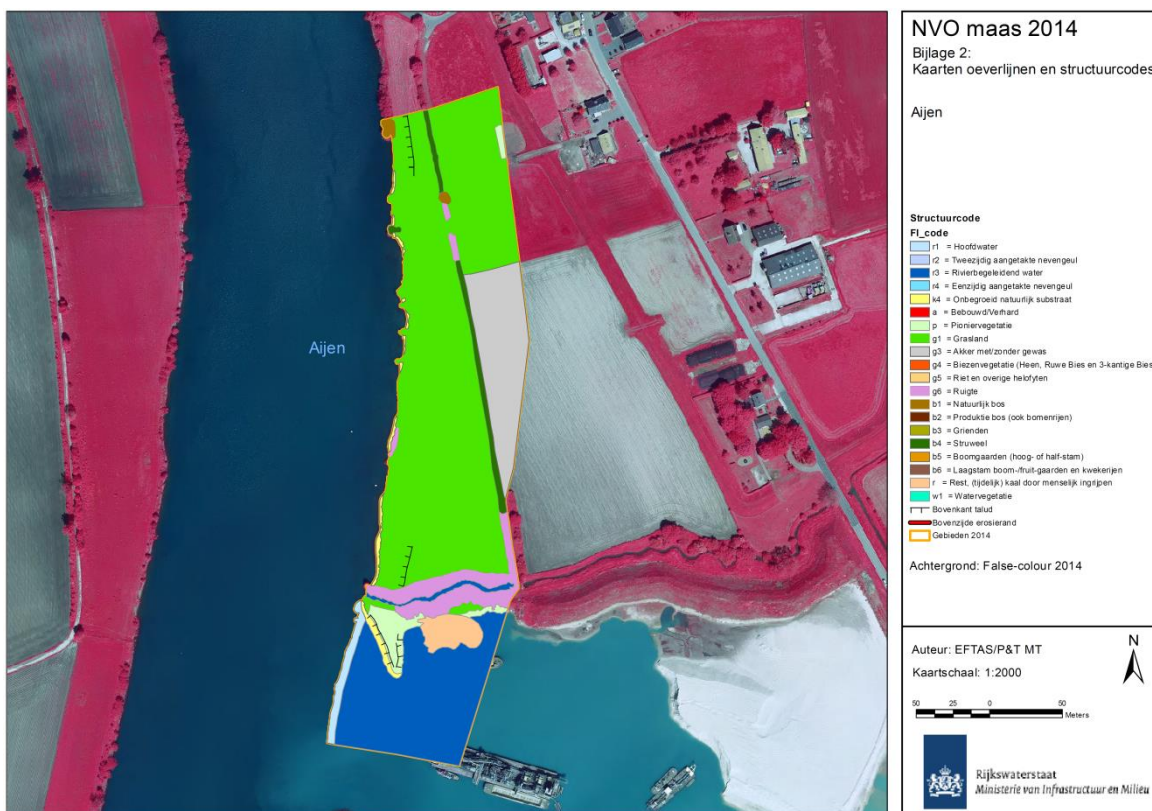 NVO maas 2014
Bijlage 2:
Kaarten oeverlijnen en structuurcodes
Aijen
Aijen
Structuurcode
Fl_code
r1 = Hoofdwater
r2 = Tweezijdig aangetakte nevengeul
r3 = Rivierbegeleidend water
r4 = Eenzijdig aangetakte nevengeul
k4 = Onbegroeid natuurlijk substraat
a = Bebouwd/Verhard
p = Pioniervegetatie
g1 = Grasland
g3 = Akker met/zonder gewas
g4 = Biezenvegetatie (Heen, Ruwe Bies en 3-kantige Bies
g5 = Riet en overige helofyten
g6 = Ruigte
b1 = Natuurlijk bos
b2 = Produktie bos (ook bomenrijen)
b3 = Grienden
b4 = Struweel
b5 = Boomgaarden (hoog- of half-stam)
b6 = Laagstam boom-/fruit-gaarden en kwekerijen
r = Rest, (tijdelijk) kaal door menselijk ingrijpen
w1 = Watervegetatie
Bovenkant talud
Bovenzijde erosierand
Gebieden 2014
Achtergrond: False-colour 2014
Auteur: EFTAS/P&T MT
Kaartschaal: 1:2000
N
50 25 0 50
Meters
Rijkswaterstaat
Ministerie van Infrastructuur en Milieu